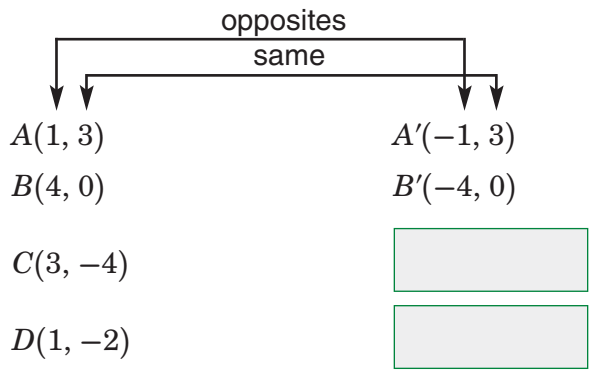 opposites
same
A(1, 3) A′(−1, 3)
B(4, 0) B′(−4, 0)
C(3, −4)
D(1, −2)